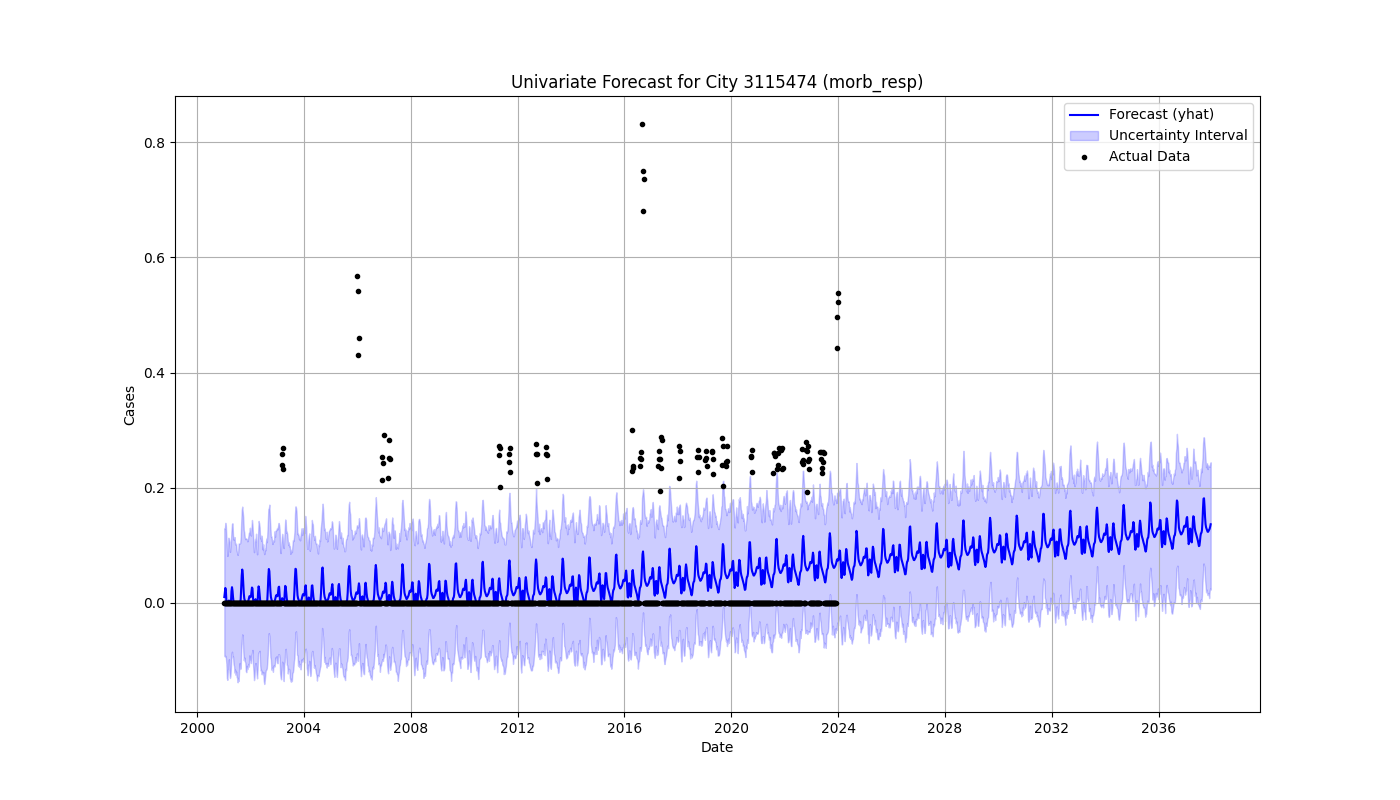 Univariate Forecast for City 3115474 (morb_resp)
Forecast (yhat)
Uncertainty Interval
Actual Data
Cases
0.8
0.6
0.4
0.2
0.0
2000 2004 2008 2012 2016 2020 2024 2028 2032 2036
Date